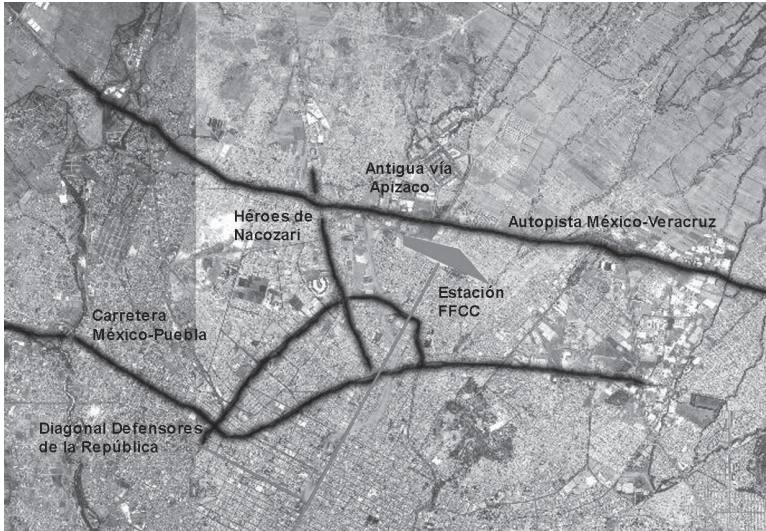 Antigua vía
Apizaco
Héroes de
Nacozari
Autopista México-Veracruz
Estación
FFCC
Carretera
México-Puebla
Diagonal Defensores
de la República